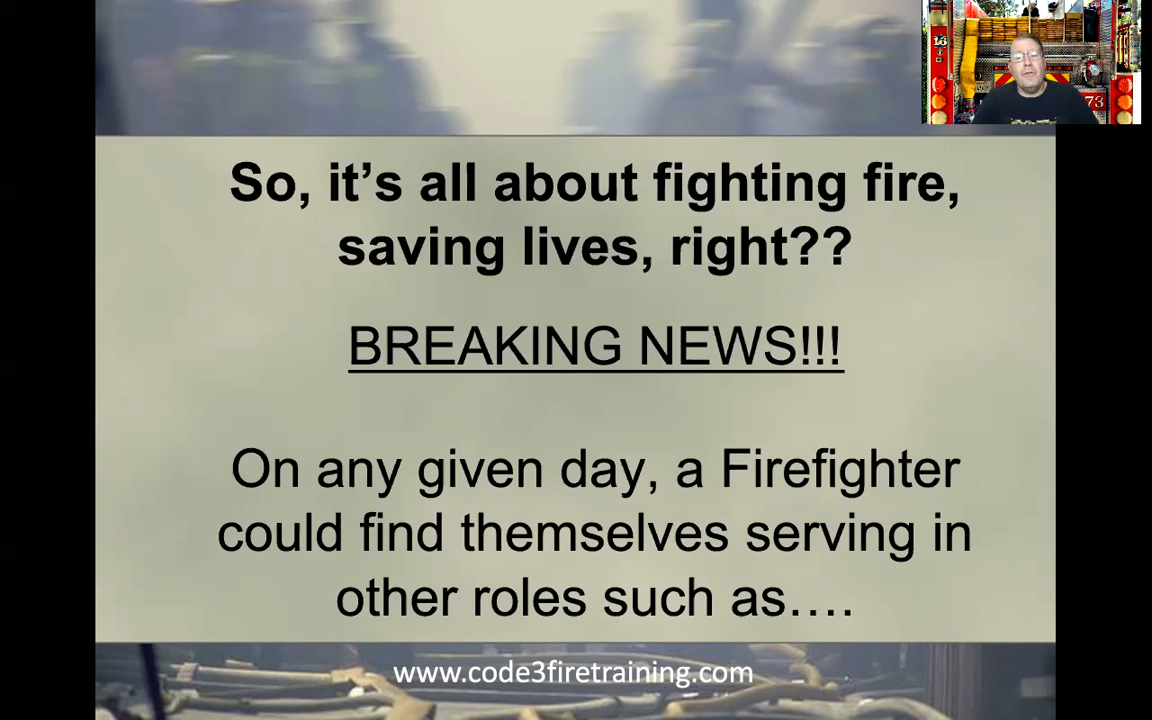 So, it’s all about fighting fire,
saving lives, right??
BREAKING NEWS!!!
On any given day, a Firefighter
could find themselves serving in
other roles such as….
www.code3firetraining.com
73